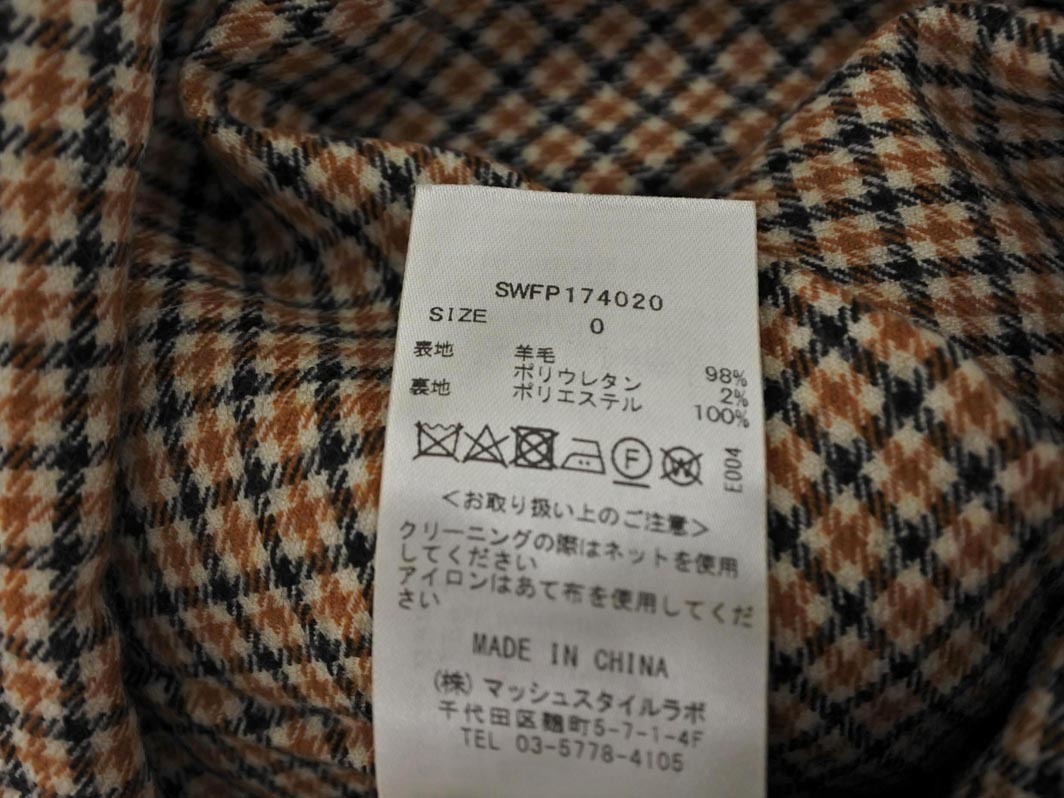 SWFP174020
SIZE 0
表地 羊毛 98%
ポリウレタン 2%
裏地 ポリエステル 100%
F W E004
<お取り扱い上のご注意>
クリーニングの際はネットを使用
してください
アイロンはあて布を使用してくだ
さい
MADE IN CHINA
(株)マッシュスタイルラボ
千代田区麹町5-7-1-4F
TEL 03-5778-4105